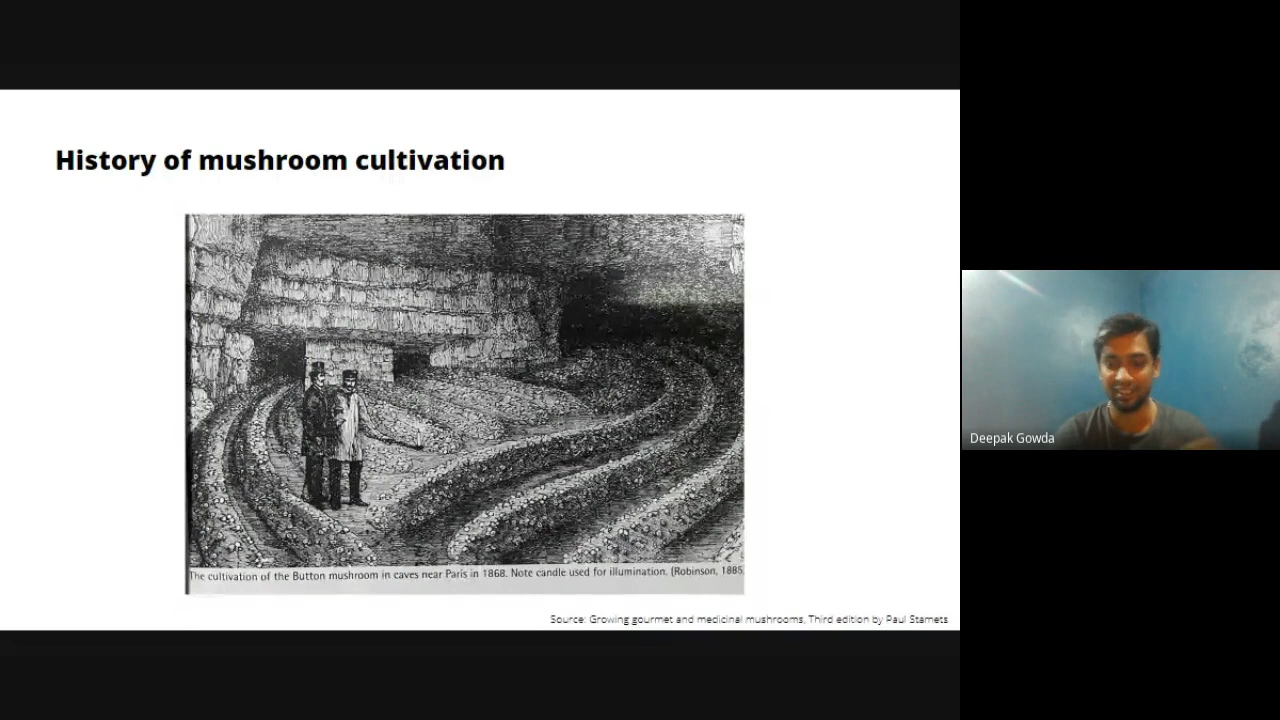 History of mushroom cultivation
The cultivation of the Button mushroom in caves near Paris in 1868. Note candle used for illumination. (Robinson, 1885
Source: Growing gourmet and medicinal mushrooms, Third edition by Paul Stamets
Deepak Gowda